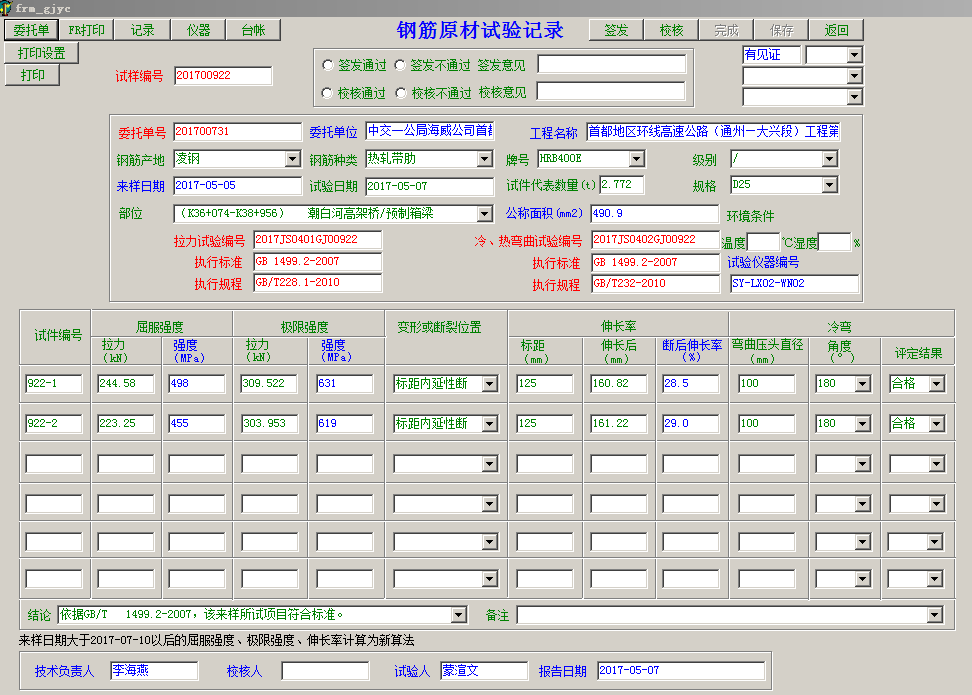 frm_gjyc
委托单 FR打印 记录 仪器 台帐 钢筋原材试验记录 签发 校核 完成 保存 返回
打印设置
打印
试样编号 201700922 签发通过 签发不通过 签发意见 有见证
校核通过 校核不通过 校核意见
委托单号 201700731 委托单位 中交一公局海威公司首都 工程名称 首都地区环线高速公路（通州－大兴段）工程第
钢筋产地 凌钢 钢筋种类 热轧带肋 牌号 HRB400E 级别 /
来样日期 2017-05-05 试验日期 2017-05-07 试件代表数量(t) 2.772 规格 D25
部位 （K36+074-K38+956） 潮白河高架桥/预制箱梁 公称面积(mm2) 490.9 环境条件
拉力试验编号 2017JS0401GJ00922 冷、热弯曲试验编号 2017JS0402GJ00922 温度 ℃湿度 %
执行标准 GB 1499.2-2007 执行标准 GB 1499.2-2007 试验仪器编号
执行规程 GB/T228.1-2010 执行规程 GB/T232-2010 SY-LX02-WN02
试件编号 屈服强度 极限强度 变形或断裂位置 伸长率 冷弯
拉力 强度 拉力 强度 标距 伸长后 断后伸长率 弯曲压头直径 角度 评定结果
(kN) (MPa) (kN) (MPa) (mm) (mm) (%) (mm) (°)
922-1 244.58 498 309.522 631 标距内延性断 125 160.82 28.5 100 180 合格
922-2 223.25 455 303.953 619 标距内延性断 125 161.22 29.0 100 180 合格
结论 依据GB/T 1499.2-2007，该来样所试项目符合标准。 备注
来样日期大于2017-07-10以后的屈服强度、极限强度、伸长率计算为新算法
技术负责人 李海燕 校核人 试验人 蒙渲文 报告日期 2017-05-07